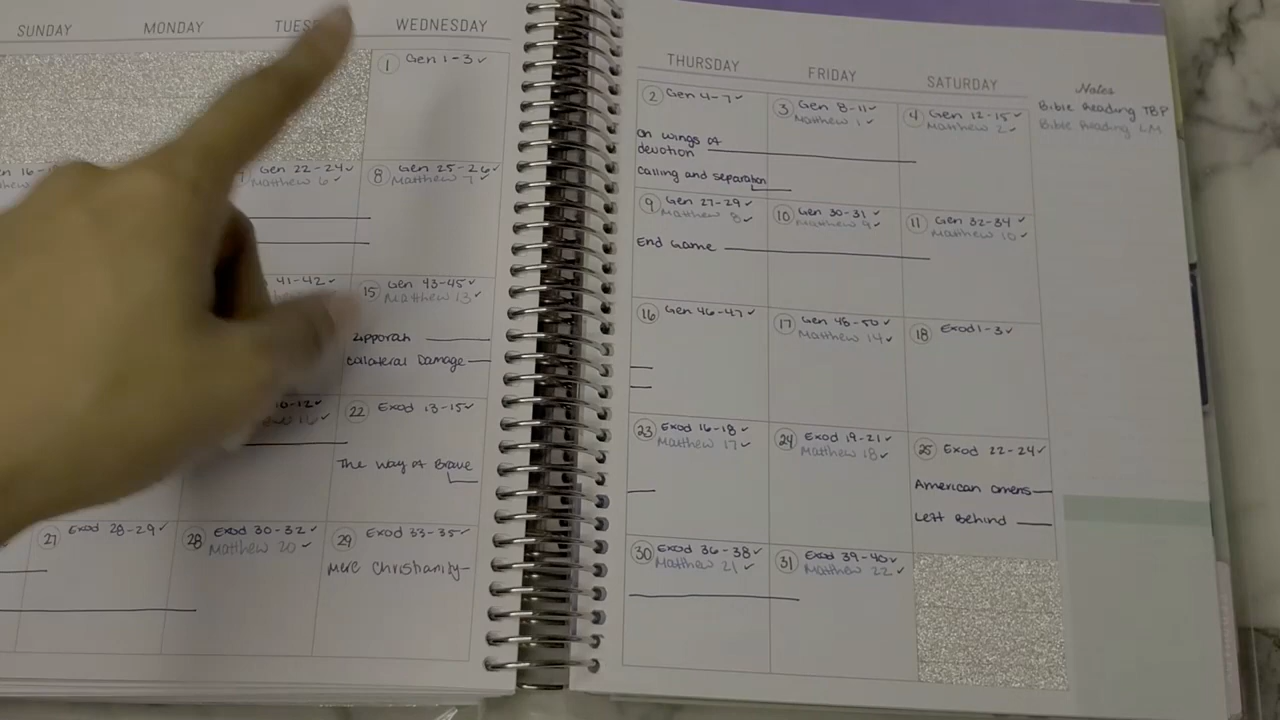 SUNDAY
MONDAY
WEDNESDAY
1 Gen 1-3 ✓
Gen 22-24 ✓
Matthew 6 ✓
8 Gen 25-26 ✓
Matthew 7 ✓
41-42 ✓
15 Gen 43-45 ✓
Matthew 13 ✓
Zipporah
Collateral Damage
10-12 ✓
22 Exod 13-15 ✓
The Way of Brave
27 Exod 28-29 ✓
28 Exod 30-32 ✓
Matthew 20 ✓
29 Exod 33-35 ✓
Mere Christianity
THURSDAY
FRIDAY
SATURDAY
Notes
Bible Reading TBP
Bible Reading LM
2 Gen 4-7 ✓
On wings of
devotion
calling and separation
3 Gen 8-11 ✓
Matthew 1 ✓
4 Gen 12-15 ✓
Matthew 2 ✓
9 Gen 27-29 ✓
Matthew 8 ✓
End Game
10 Gen 30-31 ✓
Matthew 9 ✓
11 Gen 32-34 ✓
Matthew 10 ✓
16 Gen 46-47 ✓
17 Gen 48-50 ✓
Matthew 14 ✓
18 Exod 1-3 ✓
23 Exod 16-18 ✓
Matthew 17 ✓
24 Exod 19-21 ✓
Matthew 18 ✓
25 Exod 22-24 ✓
American omens
Left Behind
30 Exod 36-38 ✓
Matthew 21 ✓
31 Exod 39-40 ✓
Matthew 22 ✓